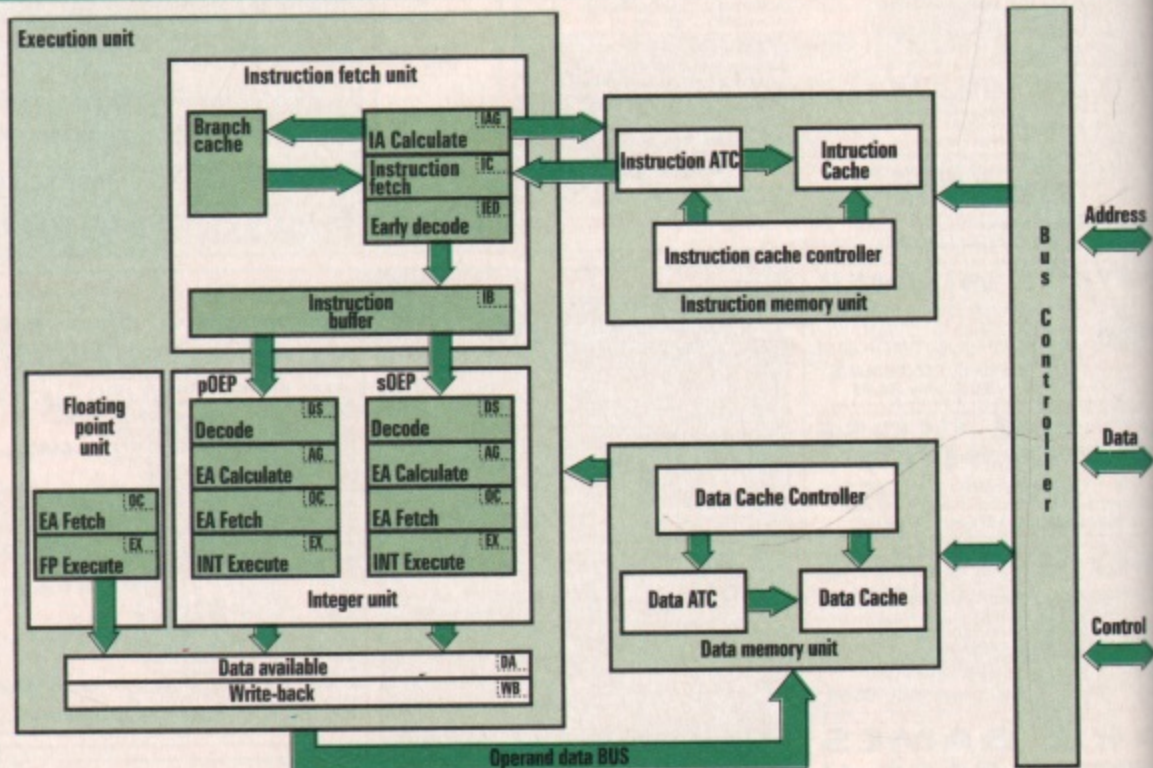 Execution unit
Instruction fetch unit
Branch
cache
IAG
IA Calculate
Instruction
fetch
IC
IED
Early decode
Instruction
buffer
IB
Instruction ATC
Intruction
Cache
Instruction cache controller
Instruction memory unit
Floating
point
unit
OC
EA Fetch
EX
FP Execute
pOEP
DS
Decode
AG
EA Calculate
OC
EA Fetch
EX
INT Execute
sOEP
DS
Decode
AG
EA Calculate
OC
EA Fetch
EX
INT Execute
Integer unit
Data available
DA
Write-back
WB
Data Cache Controller
Data ATC
Data Cache
Data memory unit
Operand data BUS
Bus Controller
Address
Data
Control